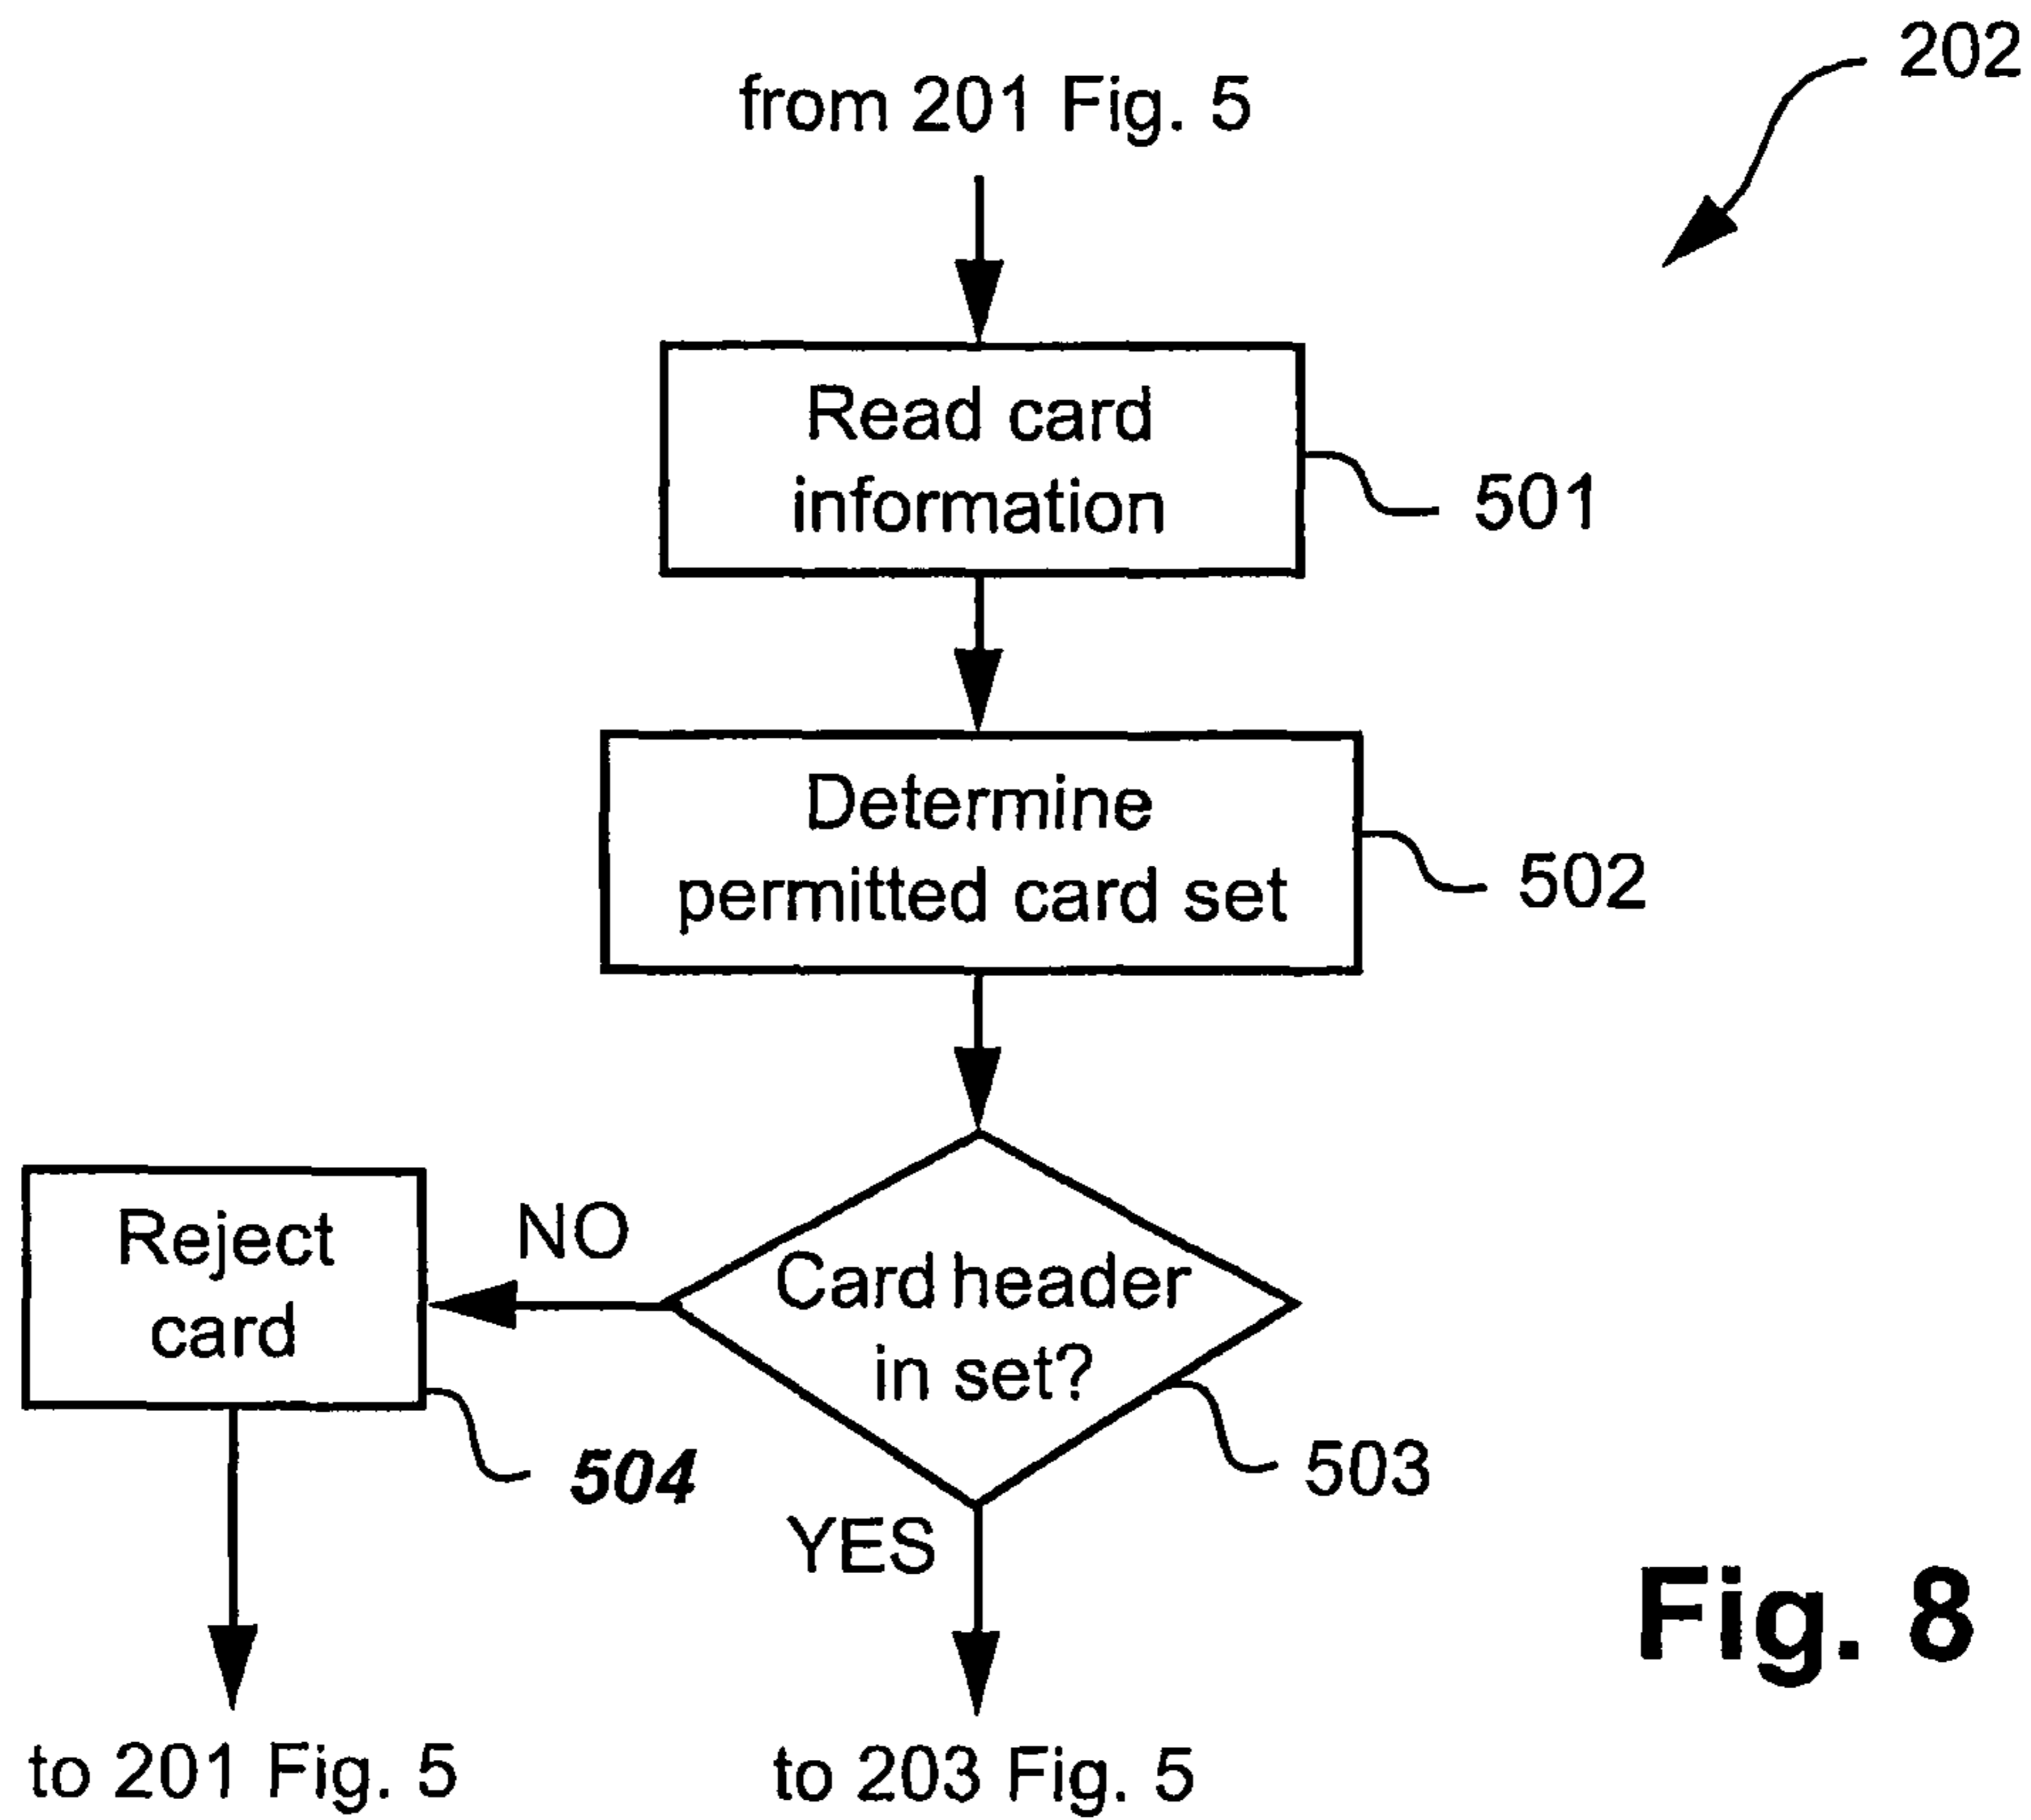 202
from 201 Fig. 5
Read card
information
501
Determine
permitted card set
502
Reject
card
NO
Card header
in set?
504
503
YES
Fig. 8
to 201 Fig. 5
to 203 Fig. 5